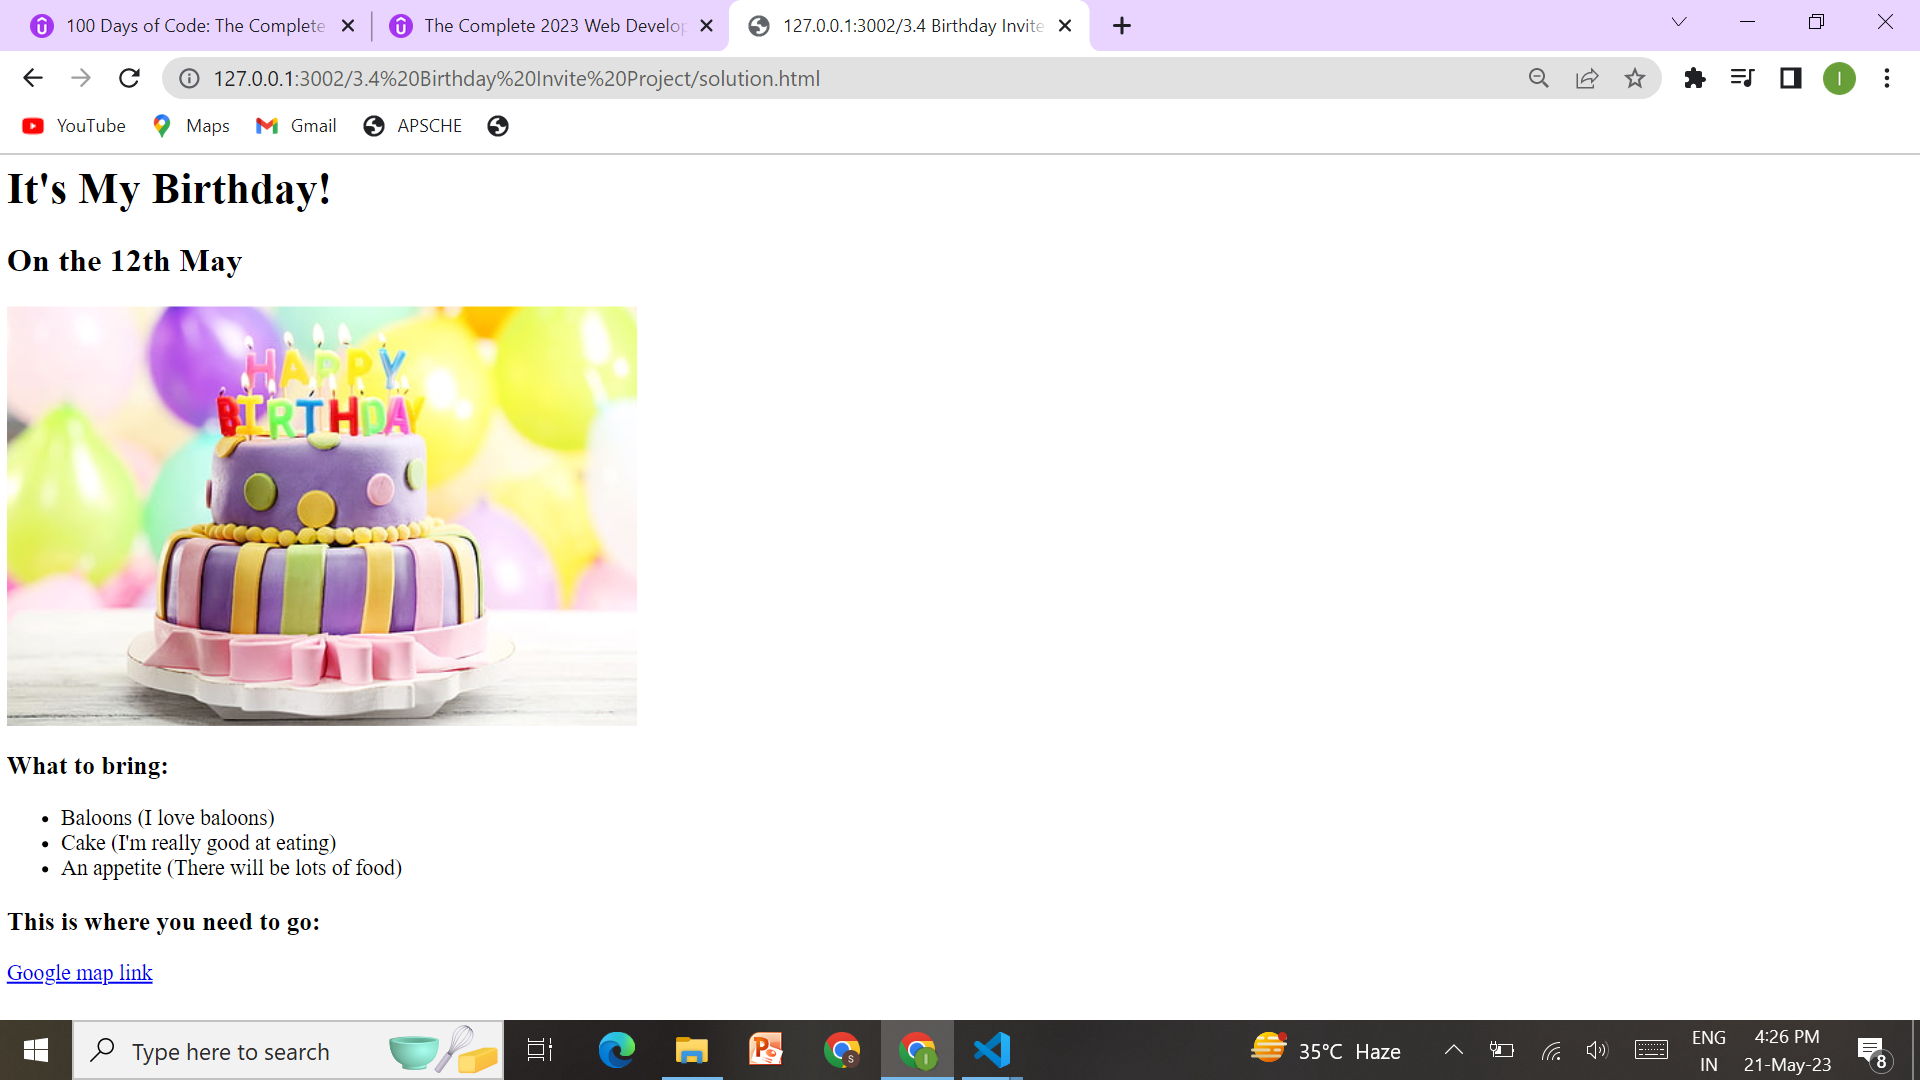 100 Days of Code: The Complete
The Complete 2023 Web Develop
127.0.0.1:3002/3.4 Birthday Invite
127.0.0.1:3002/3.4%20Birthday%20Invite%20Project/solution.html
I
YouTube
Maps
Gmail
APSCHE
It's My Birthday!
On the 12th May
HAPPY
BIRTHDAY
What to bring:
Baloons (I love baloons)
Cake (I'm really good at eating)
An appetite (There will be lots of food)
This is where you need to go:
Google map link
Type here to search
P
S
I
35°C Haze
ENG
IN
4:26 PM
21-May-23
8